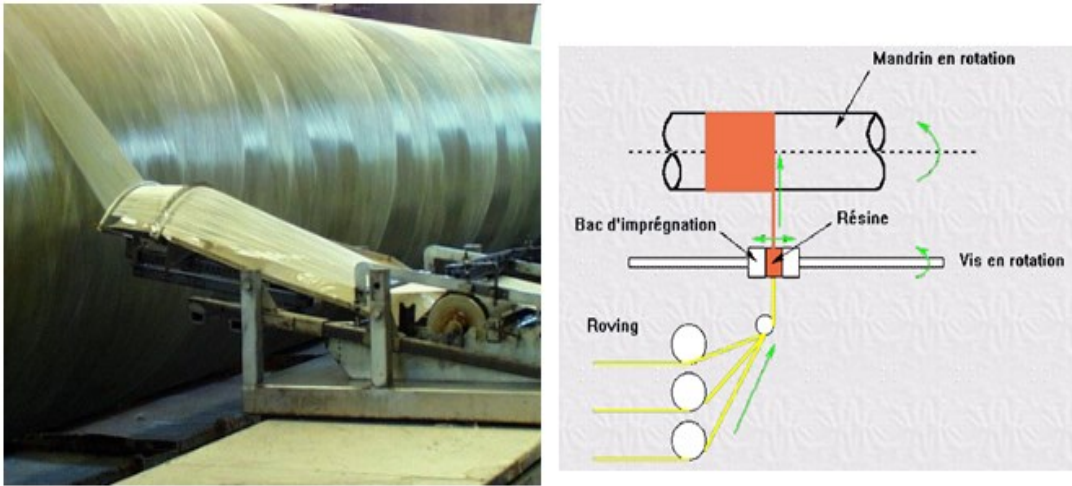 Mandrin en rotation
Bac d'imprégnation
Résine
Vis en rotation
Roving